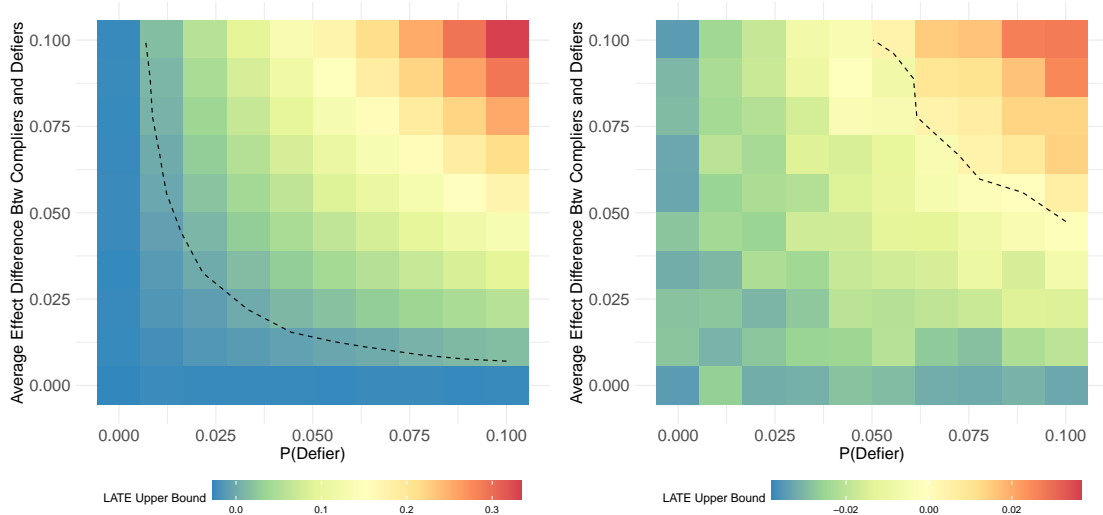 Average Effect Difference Btw Compliers and Defiers
0.100
0.075
0.050
0.025
0.000
0.000 0.025 0.050 0.075 0.100
P(Defier)
LATE Upper Bound
0.0 0.1 0.2 0.3
Average Effect Difference Btw Compliers and Defiers
0.100
0.075
0.050
0.025
0.000
0.000 0.025 0.050 0.075 0.100
P(Defier)
LATE Upper Bound
−0.02 0.00 0.02